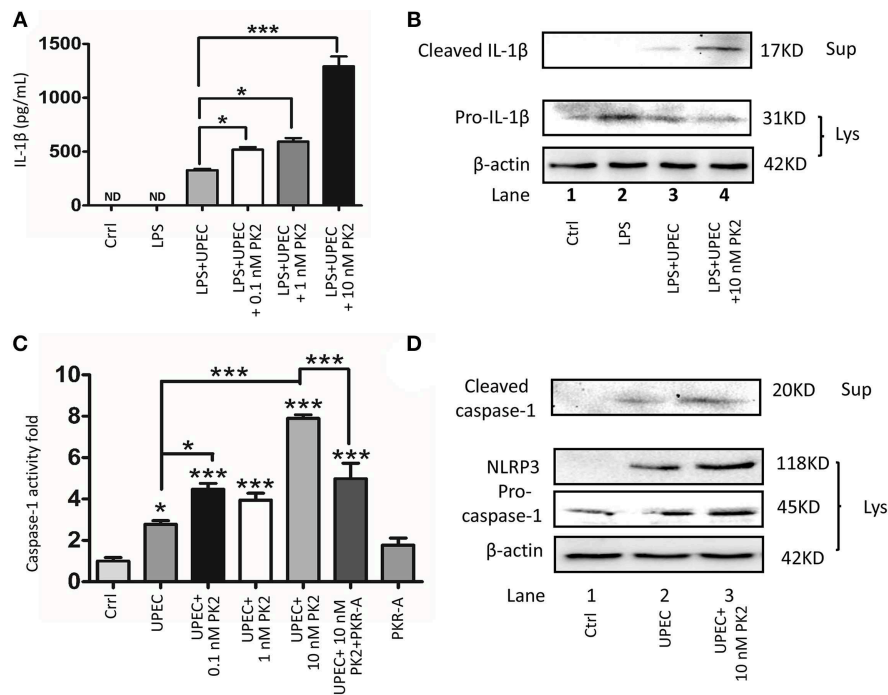 A
IL-1β (pg/mL)
1500
1000
500
0
ND
ND
*
*
***
Crrl
LPS
LPS+UPEC
LPS+UPEC
+ 0.1 nM PK2
LPS+UPEC
+ 1 nM PK2
LPS+UPEC
+ 10 nM PK2
B
Cleaved IL-1β
17KD
Sup
Pro-IL-1β
31KD
β-actin
42KD
Lys
Lane
1
2
3
4
Ctrl
LPS
LPS+UPEC
LPS+UPEC
+10 nM PK2
C
Caspase-1 activity fold
10
8
6
4
2
0
***
***
*
*
***
***
***
***
Crrl
UPEC
UPEC+
0.1 nM PK2
UPEC+
1 nM PK2
UPEC+
10 nM PK2
UPEC+ 10 nM
PK2+PKR-A
PKR-A
D
Cleaved
caspase-1
20KD
Sup
NLRP3
118KD
Pro-
caspase-1
45KD
β-actin
42KD
Lys
Lane
1
2
3
Ctrl
UPEC
UPEC+
10 nM PK2